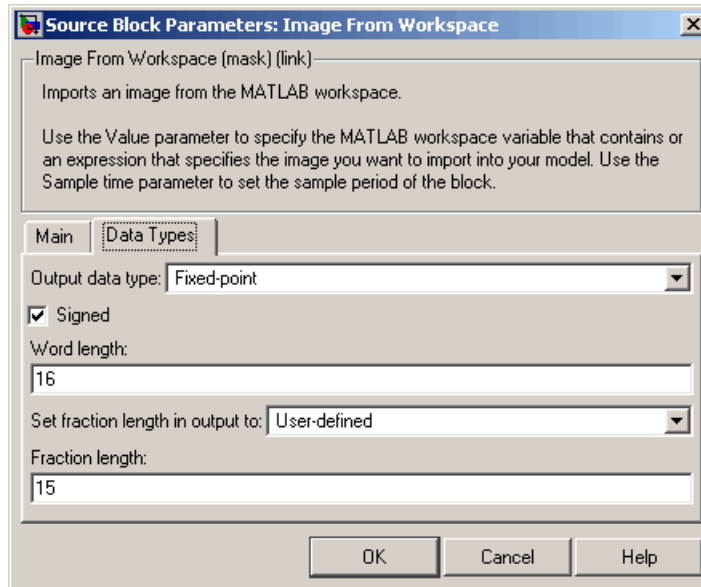 Source Block Parameters: Image From Workspace
Image From Workspace (mask) (link)
Imports an image from the MATLAB workspace.
Use the Value parameter to specify the MATLAB workspace variable that contains or
an expression that specifies the image you want to import into your model. Use the
Sample time parameter to set the sample period of the block.
Main Data Types
Output data type: Fixed-point
Signed
Word length:
16
Set fraction length in output to: User-defined
Fraction length:
15
OK Cancel Help